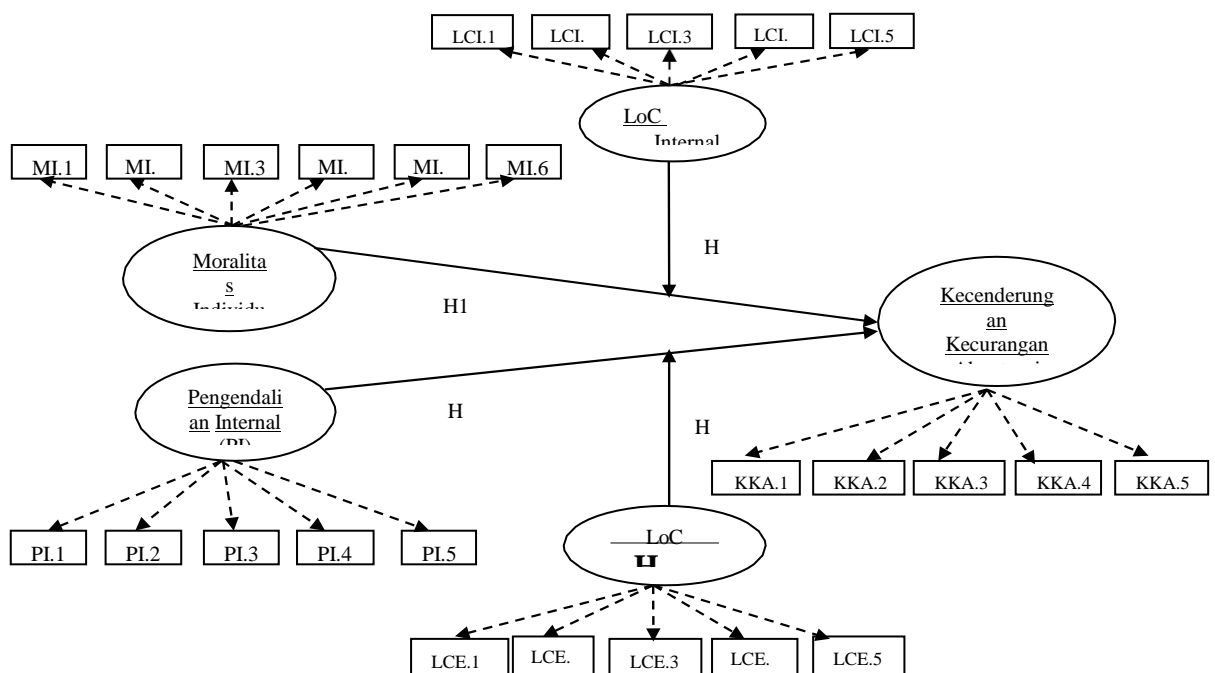 LCI.1 LCI. LCI.3 LCI. LCI.5
LoC
Internal
MI.1 MI. MI.3 MI. MI. MI.6
H
Moralita
s
Individu
H1
Kecenderung
an
Kecurangan
Pengendali
an Internal
(PI)
H
H
KKA.1 KKA.2 KKA.3 KKA.4 KKA.5
PI.1 PI.2 PI.3 PI.4 PI.5
LoC
LCE.1 LCE. LCE.3 LCE. LCE.5